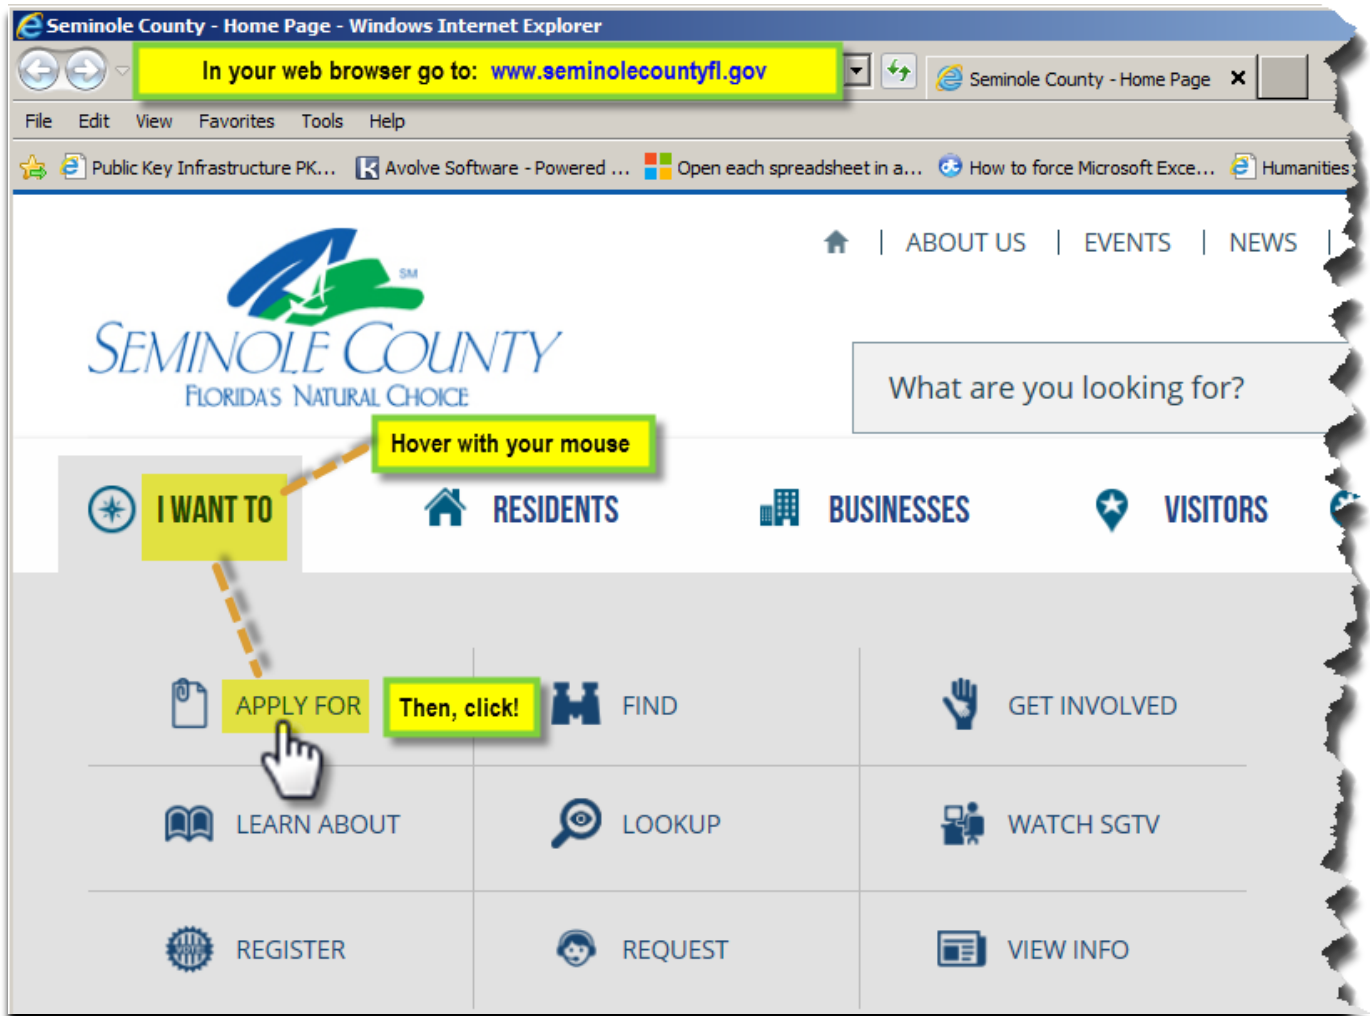 Seminole County - Home Page - Windows Internet Explorer
In your web browser go to: www.seminolecountyfl.gov
Seminole County - Home Page
File Edit View Favorites Tools Help
Public Key Infrastructure PK... Avolve Software - Powered ... Open each spreadsheet in a... How to force Microsoft Exce... Humanities
ABOUT US | EVENTS | NEWS |
SM
SEMINOLE COUNTY
FLORIDA'S NATURAL CHOICE
What are you looking for?
Hover with your mouse
I WANT TO RESIDENTS BUSINESSES VISITORS
APPLY FOR Then, click! FIND GET INVOLVED
LEARN ABOUT LOOKUP WATCH SGTV
VOTE
REGISTER REQUEST VIEW INFO